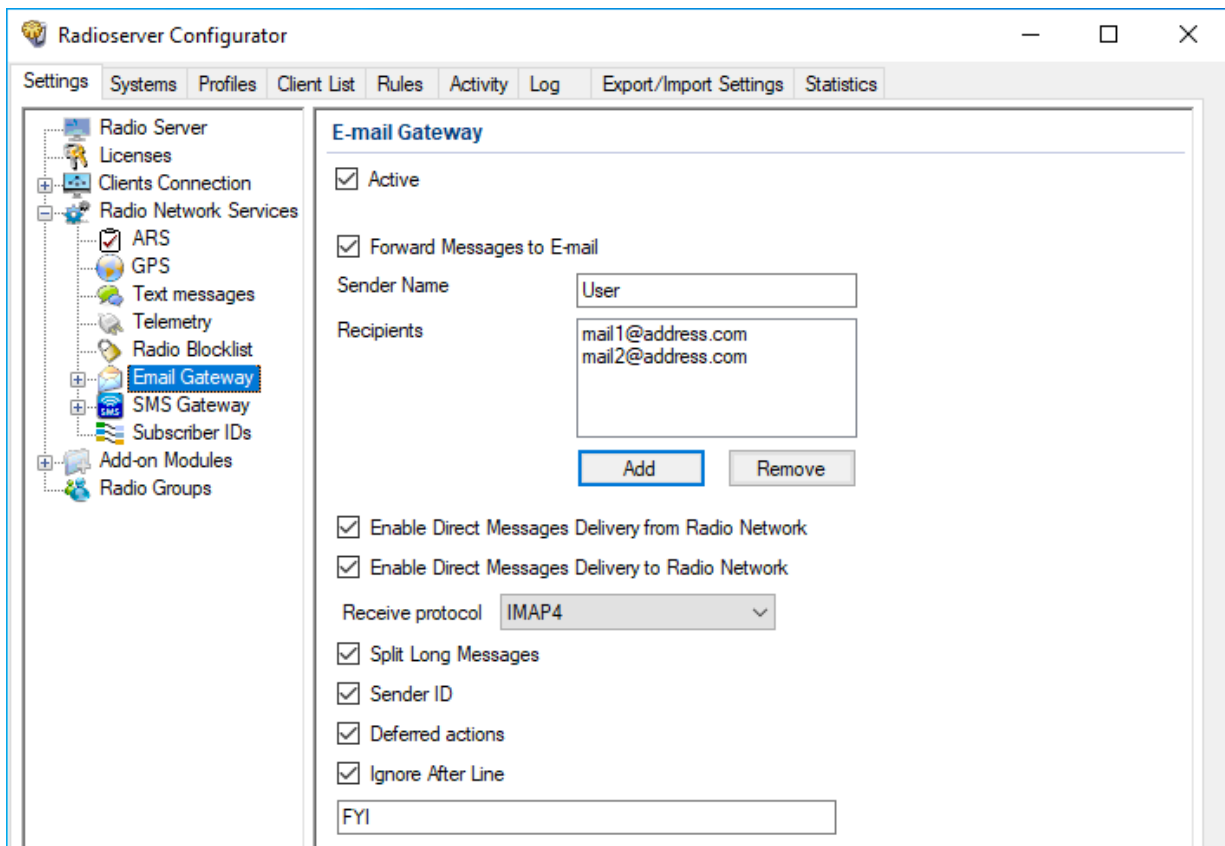 Radioserver Configurator
Settings Systems Profiles Client List Rules Activity Log Export/Import Settings Statistics
Radio Server
Licenses
Clients Connection
Radio Network Services
ARS
GPS
Text messages
Telemetry
Radio Blocklist
Email Gateway
SMS
SMS Gateway
Subscriber IDs
Add-on Modules
Radio Groups
E-mail Gateway
Active
Forward Messages to E-mail
Sender Name User
Recipients mail1@address.com
mail2@address.com
Add Remove
Enable Direct Messages Delivery from Radio Network
Enable Direct Messages Delivery to Radio Network
Receive protocol IMAP4
Split Long Messages
Sender ID
Deferred actions
Ignore After Line
FYI